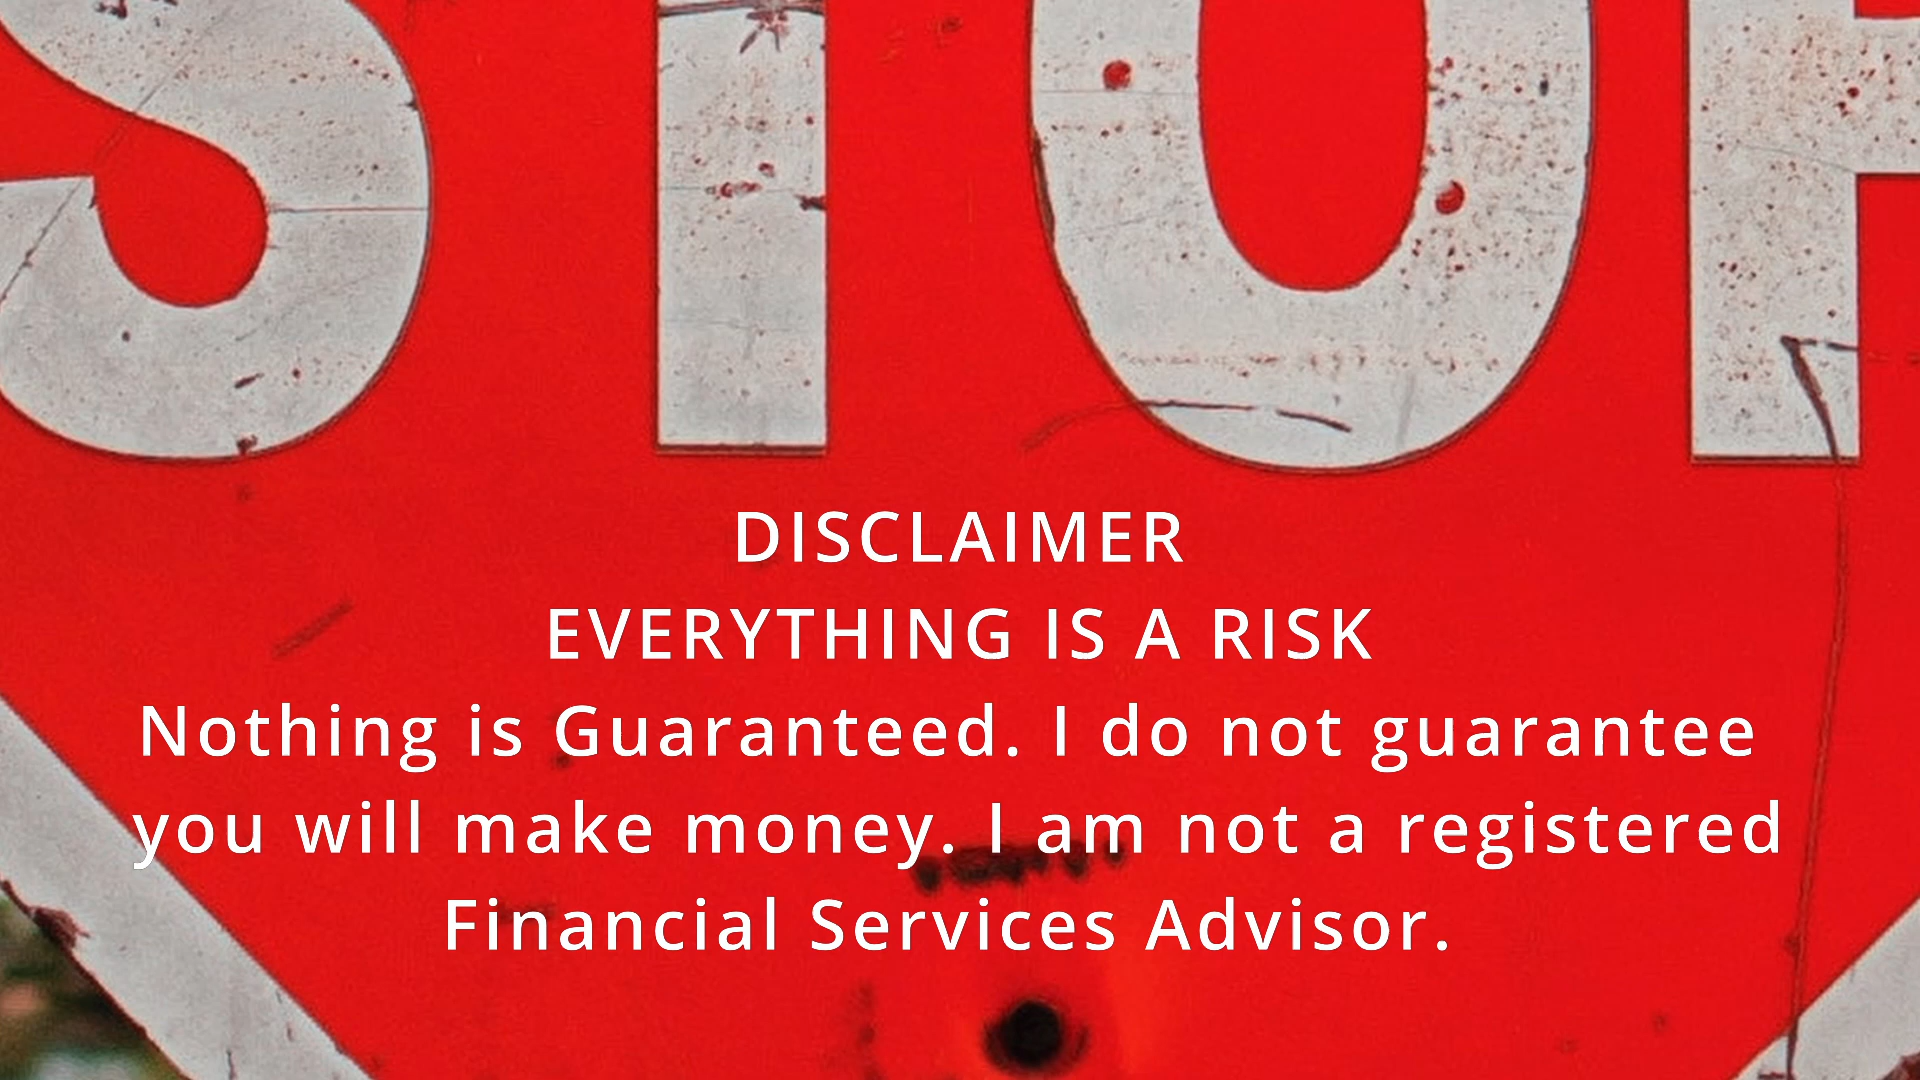 STOP
DISCLAIMER
EVERYTHING IS A RISK
Nothing is Guaranteed. I do not guarantee
you will make money. I am not a registered
Financial Services Advisor.